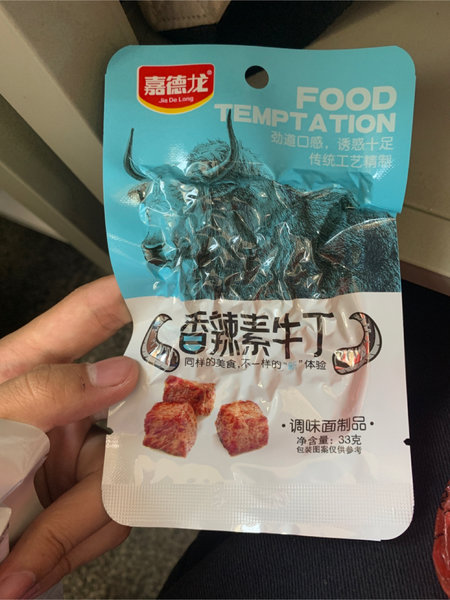 嘉德龙
Jia De Long
FOOD
TEMPTATION
劲道口感，诱惑十足
传统工艺精制
香辣素牛丁
同样的美食，不一样的“ ”体验
·调味面制品·
净含量：33克
包装图案仅供参考